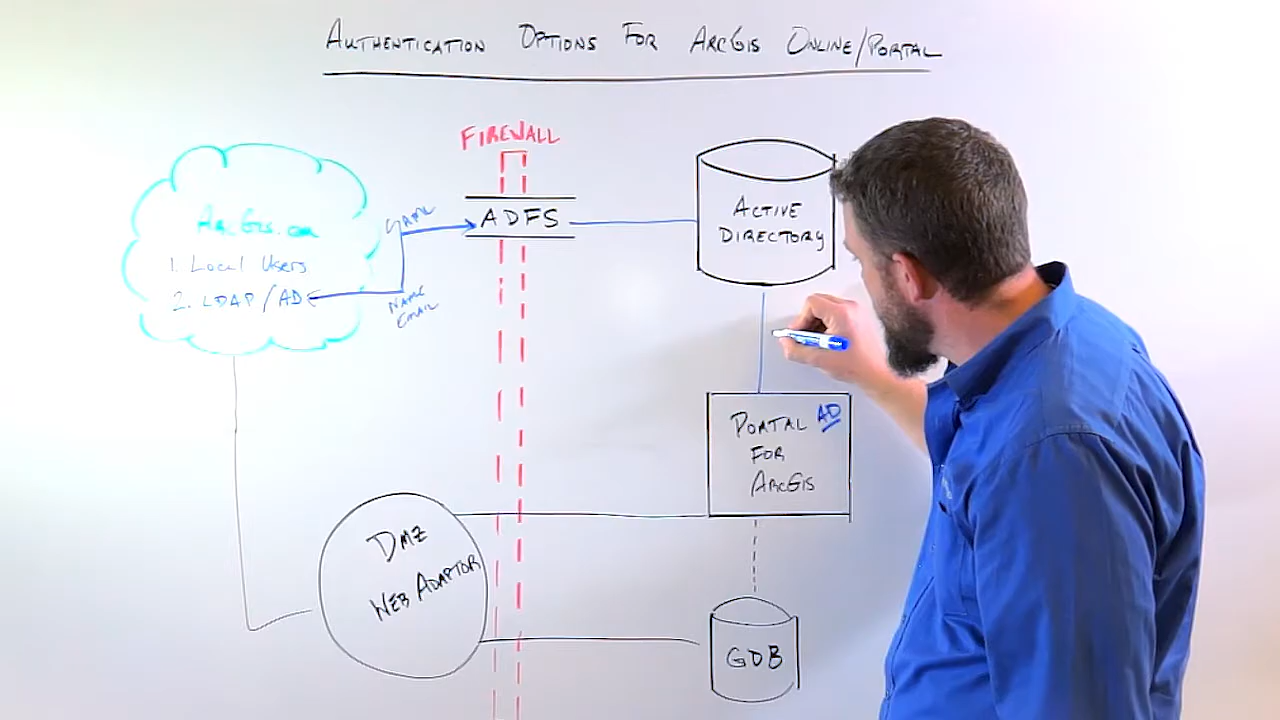 AUTHENTICATION OPTIONS FOR ARCGIS ONLINE/PORTAL
FIREWALL
ARCGIS.COM
1. Local Users
2. LDAP/AD
NAME
EMAIL
ADFS
ACTIVE
DIRECTORY
PORTAL AD
FOR
ARCGIS
DMZ
WEB ADAPTOR
GDB